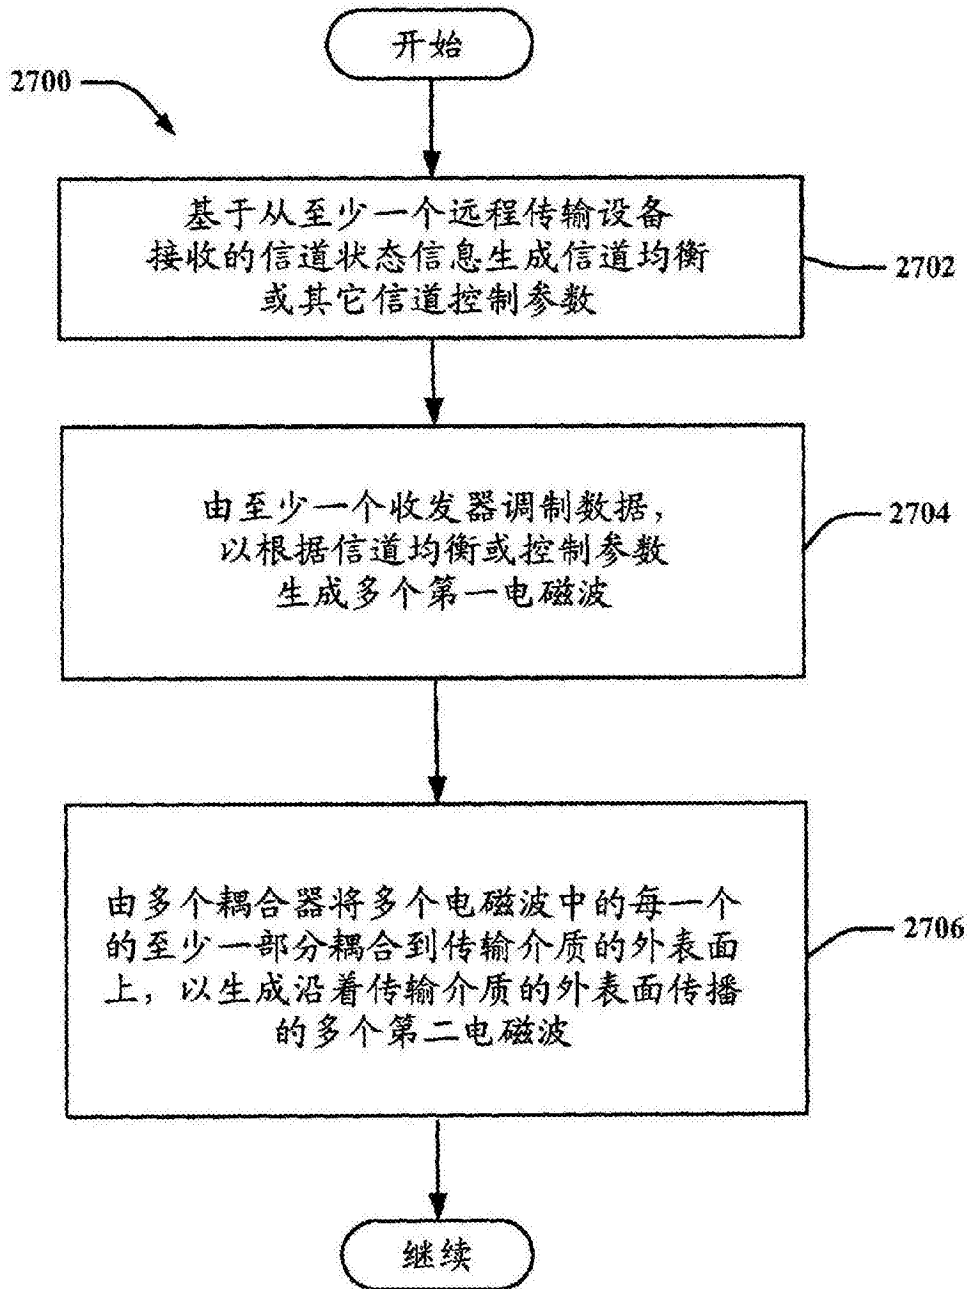 开始
2700
基于从至少一个远程传输设备
接收的信道状态信息生成信道均衡
或其它信道控制参数
2702
由至少一个收发器调制数据，
以根据信道均衡或控制参数
生成多个第一电磁波
2704
由多个耦合器将多个电磁波中的每一个
的至少一部分耦合到传输介质的外表面
上，以生成沿着传输介质的外表面传播
的多个第二电磁波
2706
继续